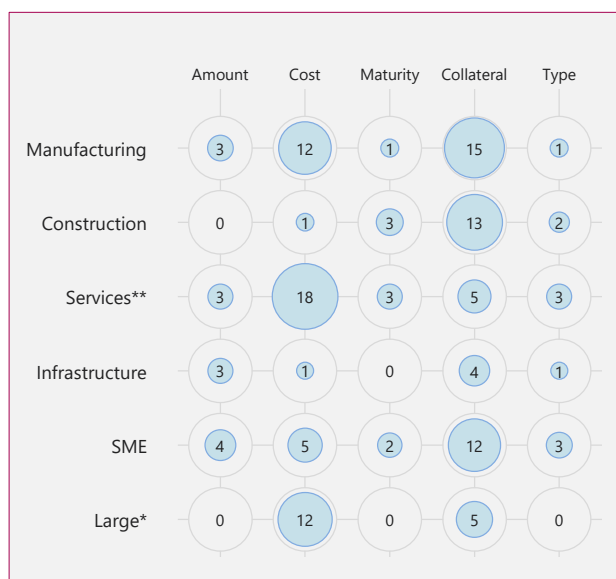 Amount Cost Maturity Collateral Type
Manufacturing 3 12 1 15 1
Construction 0 1 3 13 2
Services** 3 18 3 5 3
Infrastructure 3 1 0 4 1
SME 4 5 2 12 3
Large* 0 12 0 5 0